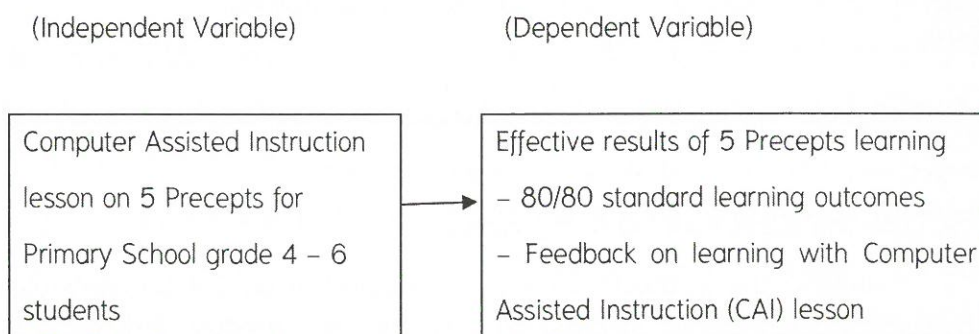 (Independent Variable)
(Dependent Variable)
Computer Assisted Instruction
lesson on 5 Precepts for
Primary School grade 4 – 6
students
Effective results of 5 Precepts learning
– 80/80 standard learning outcomes
– Feedback on learning with Computer
Assisted Instruction (CAI) lesson